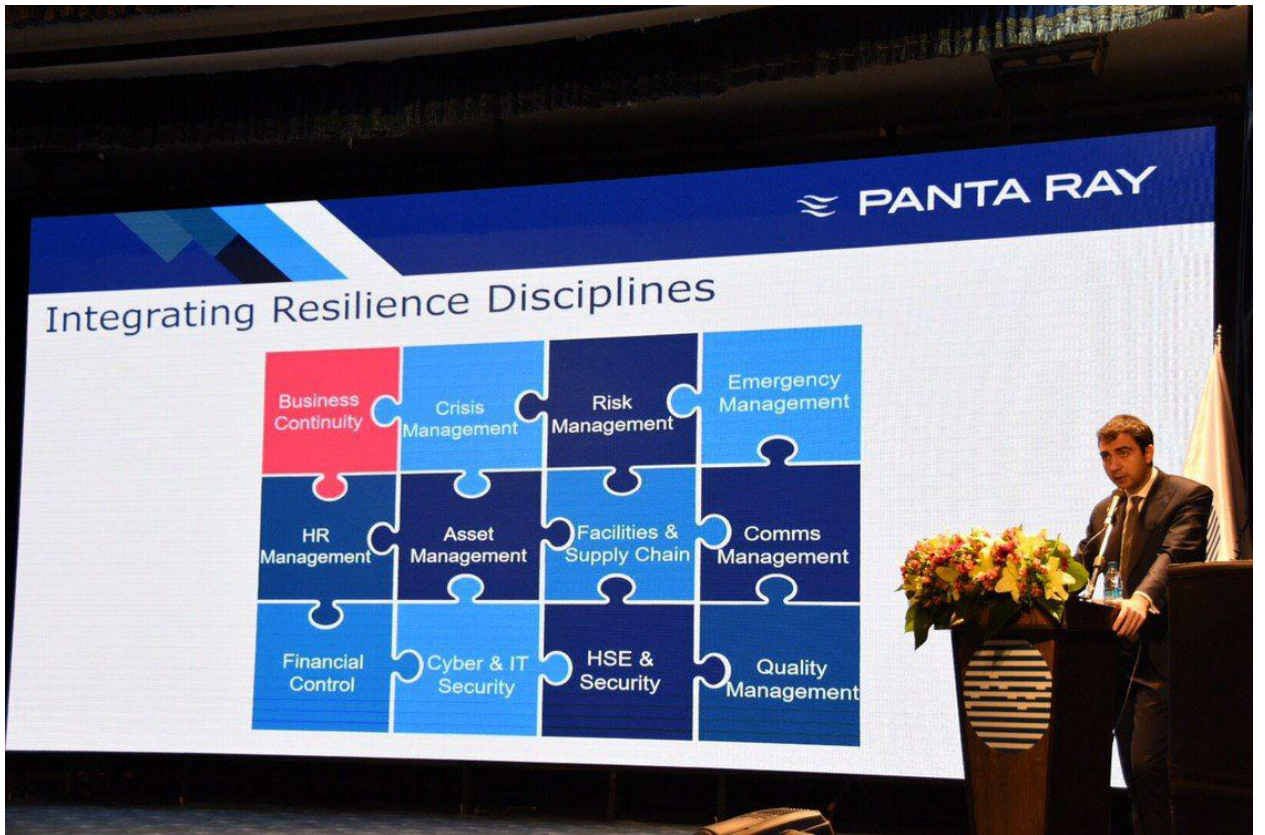 PANTA RAY
Integrating Resilience Disciplines
Business
Continuity
Crisis
Management
Risk
Management
Emergency
Management
HR
Management
Asset
Management
Facilities &
Supply Chain
Comms
Management
Financial
Control
Cyber & IT
Security
HSE &
Security
Quality
Management